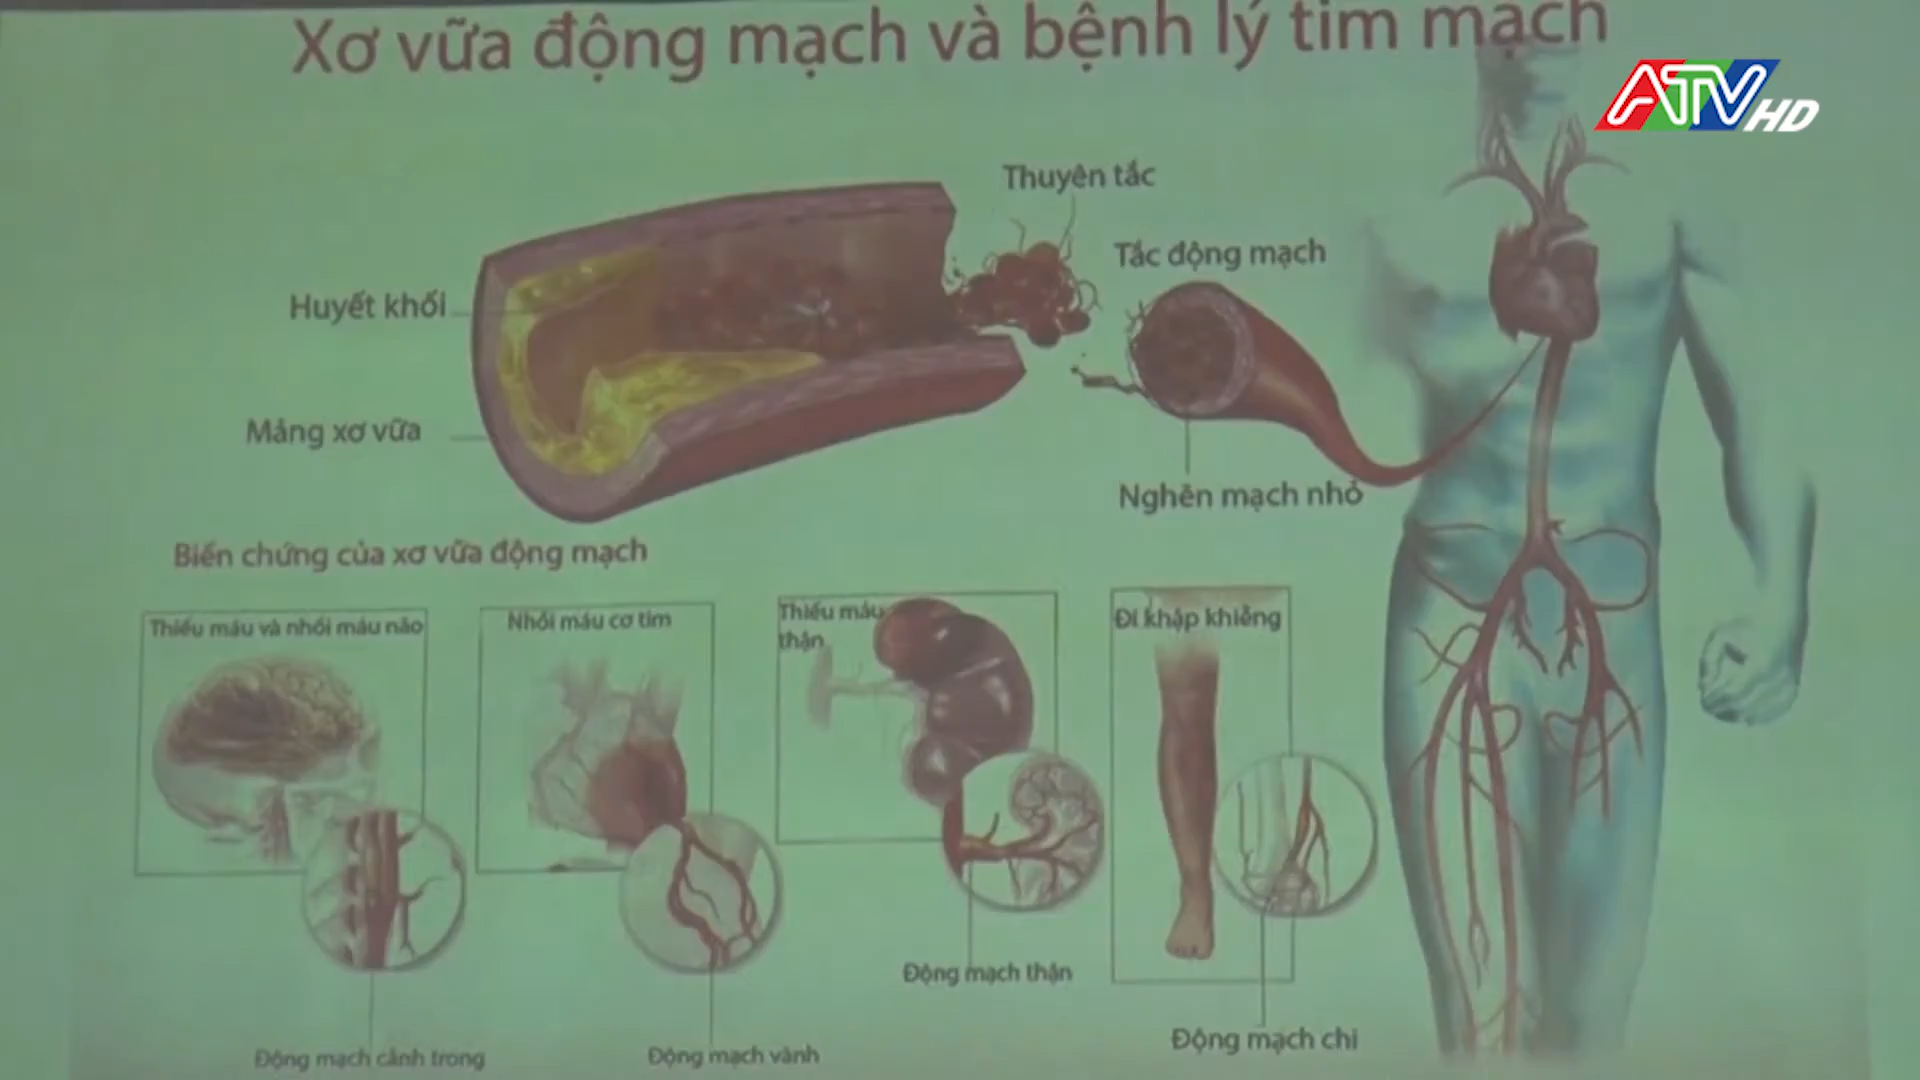 Xơ vữa động mạch và bệnh lý tim mạch
ATV HD
Thuyên tắc
Tắc động mạch
Huyết khối
Mảng xơ vữa
Nghẽn mạch nhỏ
Biến chứng của xơ vữa động mạch
Thiếu máu và nhồi máu não
Nhồi máu cơ tim
Thiếu máu
thận
Đi khập khiễng
Động mạch thận
Động mạch chi
Động mạch cảnh trong
Động mạch vành